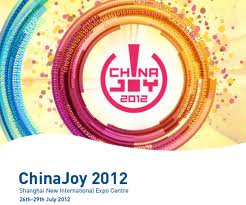 CHINA
JOY
2012
ChinaJoy 2012
Shanghai New International Expo Centre
26th-29th July 2012